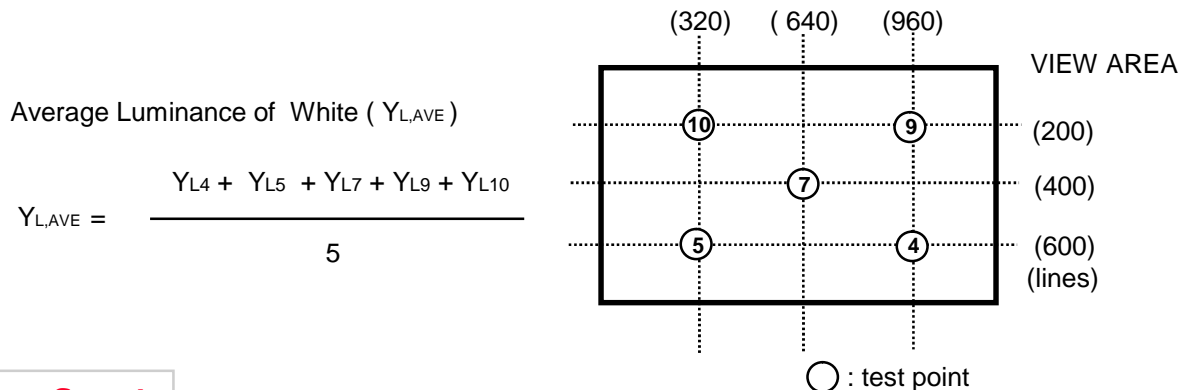 (320) ( 640) (960)
VIEW AREA
Average Luminance of White ( YL,AVE )
10 9 (200)
YL4 + YL5 + YL7 + YL9 + YL10
7 (400)
YL,AVE =
5
5 4 (600)
(lines)
: test point